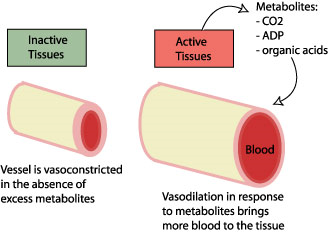 Inactive
Tissues
Vessel is vasoconstricted
in the absence of
excess metabolites
Active
Tissues
Metabolites:
- CO2
- ADP
- organic acids
Blood
Vasodilation in response
to metabolites brings
more blood to the tissue